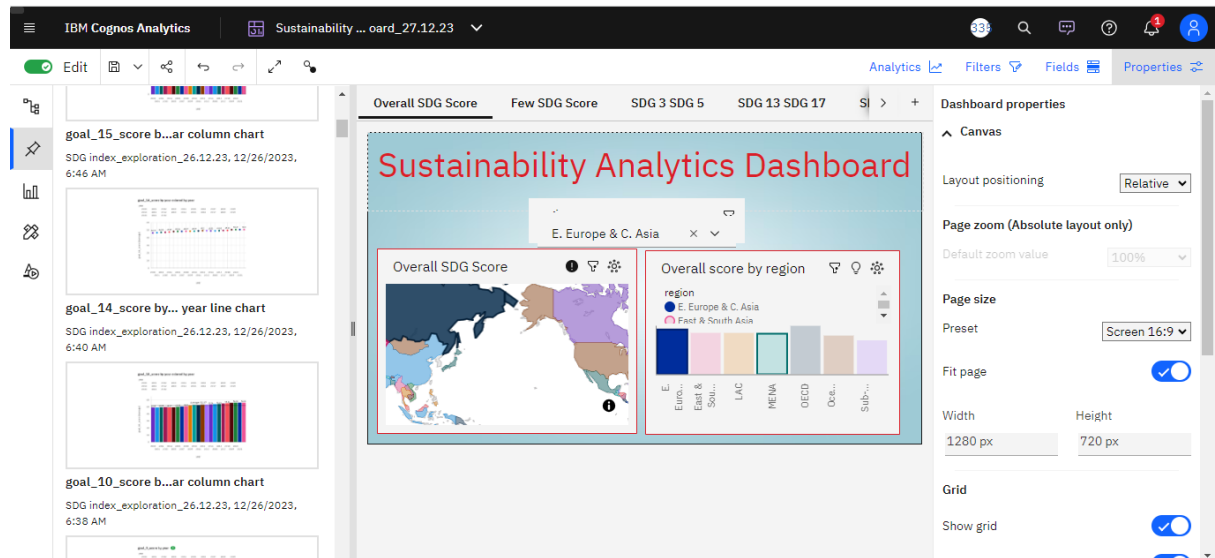 IBM Cognos Analytics
Sustainability ... oard_27.12.23
1
Edit
Analytics
Filters
Fields
Properties
goal_15_score b...ar column chart
SDG index_exploration_26.12.23, 12/26/2023,
6:46 AM
goal_14_score by... year line chart
SDG index_exploration_26.12.23, 12/26/2023,
6:40 AM
goal_10_score b...ar column chart
SDG index_exploration_26.12.23, 12/26/2023,
6:38 AM
Overall SDG Score
Few SDG Score
SDG 3 SDG 5
SDG 13 SDG 17
Sustainability Analytics Dashboard
E. Europe & C. Asia
Overall SDG Score
Overall score by region
region
E. Europe & C. Asia
East & South Asia
E.
Euro...
East &
Sou...
LAC
MENA
OECD
Oce...
Sub-...
Dashboard properties
Canvas
Layout positioning
Relative
Page zoom (Absolute layout only)
Default zoom value
100%
Page size
Preset
Screen 16:9
Fit page
Width
Height
1280 px
720 px
Grid
Show grid